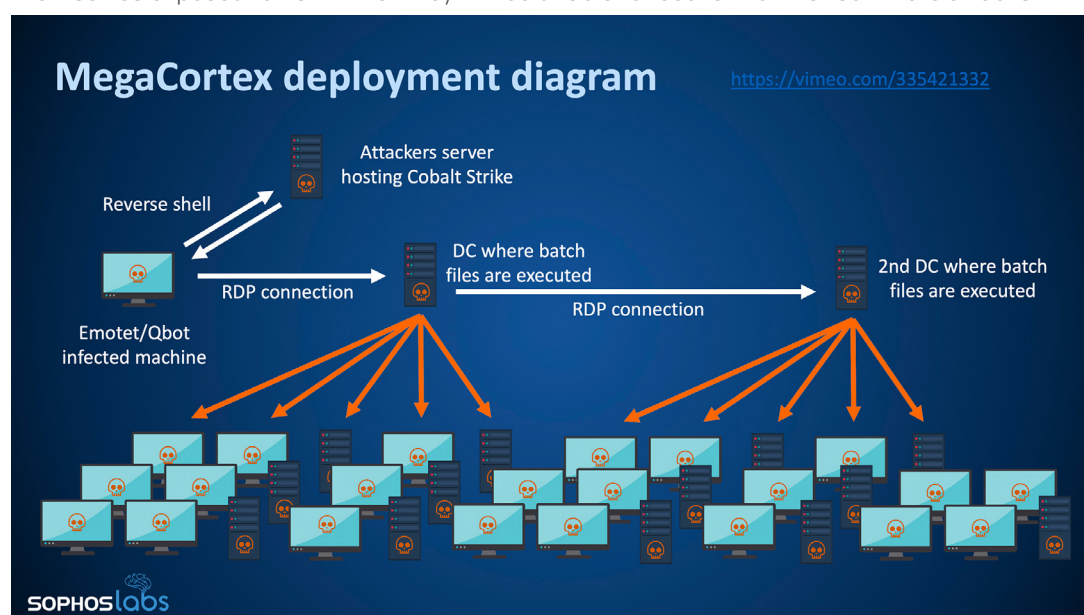 MegaCortex deployment diagram
https://vimeo.com/335421332
Attackers server
hosting Cobalt Strike
Reverse shell
DC where batch
files are executed
2nd DC where batch
files are executed
RDP connection
RDP connection
Emotet/Qbot
infected machine
SOPHOSlabs